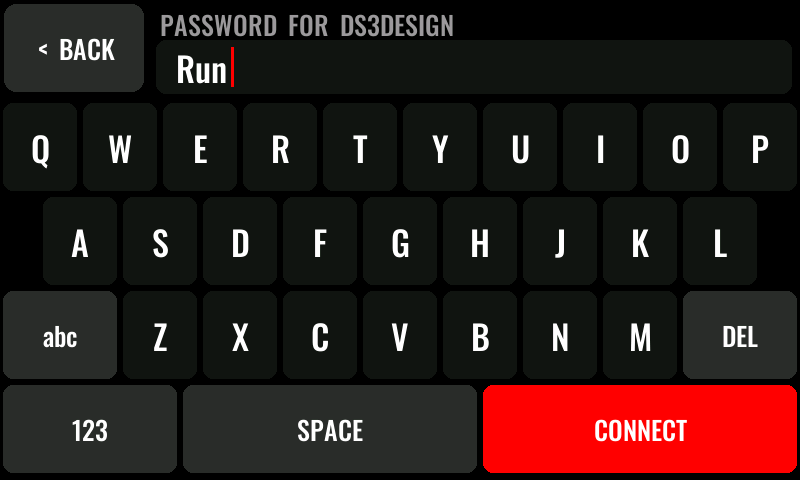 < BACK
PASSWORD FOR DS3DESIGN
Run
Q W E R T Y U I O P
A S D F G H J K L
abc Z X C V B N M DEL
123 SPACE CONNECT